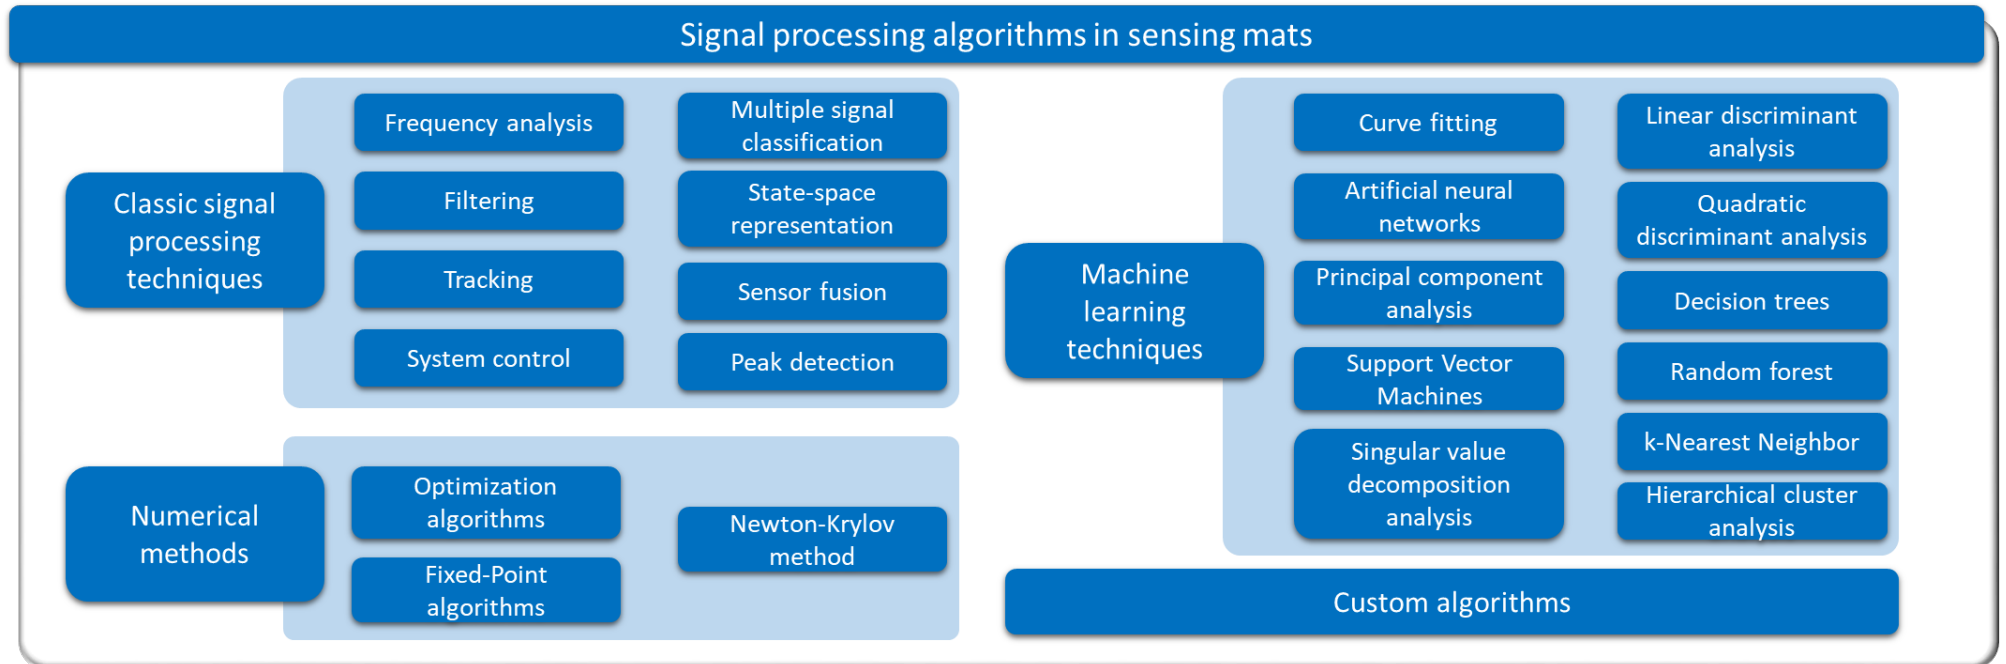 Signal processing algorithms in sensing mats
Classic signal
processing
techniques
Frequency analysis
Filtering
Tracking
System control
Multiple signal
classification
State-space
representation
Sensor fusion
Peak detection
Numerical
methods
Optimization
algorithms
Fixed-Point
algorithms
Newton-Krylov
method
Machine
learning
techniques
Curve fitting
Artificial neural
networks
Principal component
analysis
Support Vector
Machines
Singular value
decomposition
analysis
Linear discriminant
analysis
Quadratic
discriminant analysis
Decision trees
Random forest
k-Nearest Neighbor
Hierarchical cluster
analysis
Custom algorithms